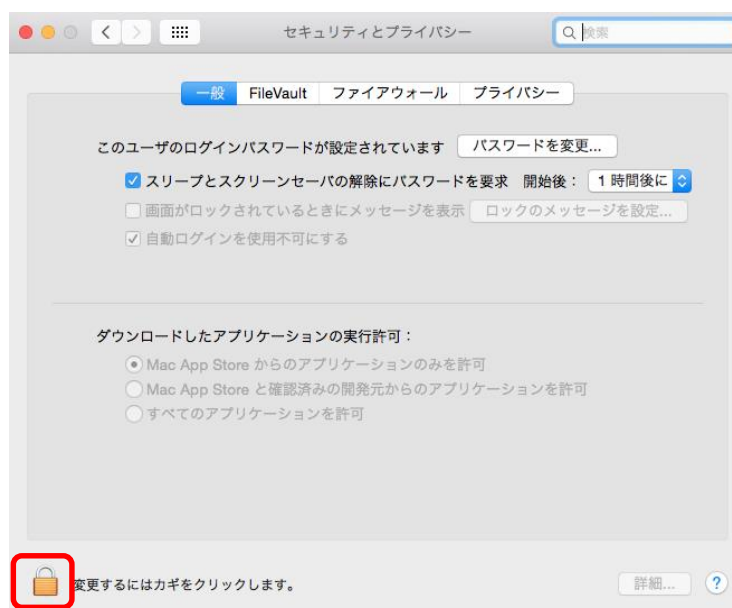 セキュリティとプライバシー
検索
一般 FileVault ファイアウォール プライバシー
このユーザのログインパスワードが設定されています パスワードを変更...
スリープとスクリーンセーバの解除にパスワードを要求 開始後： 1 時間後に
画面がロックされているときにメッセージを表示 ロックのメッセージを設定...
自動ログインを使用不可にする
ダウンロードしたアプリケーションの実行許可：
Mac App Store からのアプリケーションのみを許可
Mac App Store と確認済みの開発元からのアプリケーションを許可
すべてのアプリケーションを許可
変更するにはカギをクリックします。 詳細... ?